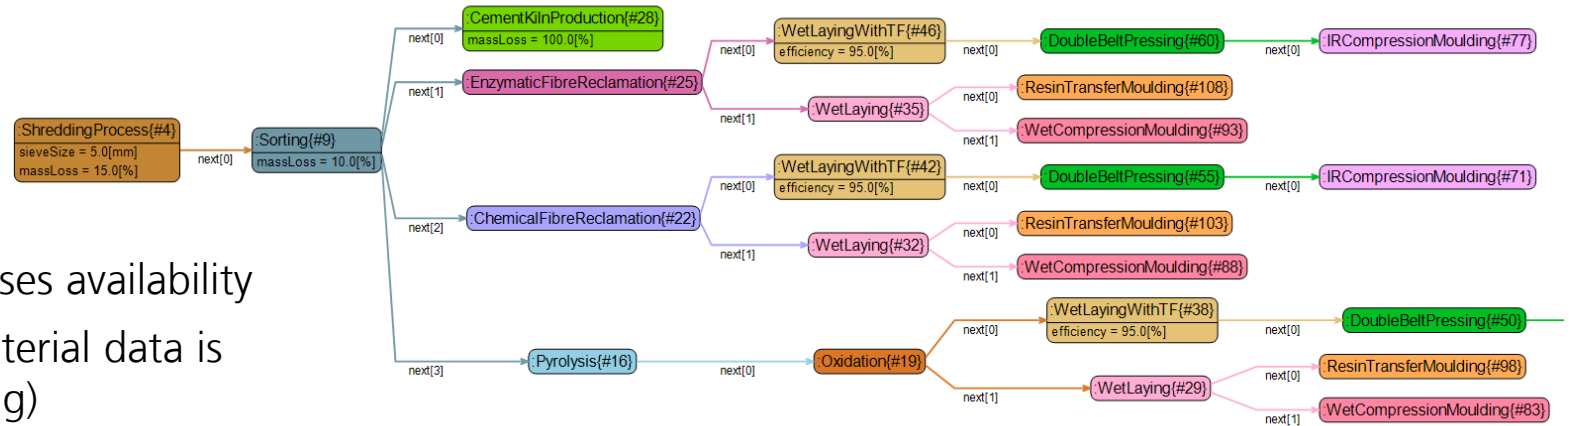 :CementKilnProduction{#28}
massLoss = 100.0[%]
next[0]
:WetLayingWithTF{#46}
efficiency = 95.0[%]
next[0]
next[0]
:DoubleBeltPressing{#60}
next[0]
:IRCompressionMoulding{#77}
:EnzymaticFibreReclamation{#25}
next[1]
:WetLaying{#35}
next[1]
:ResinTransferMoulding{#108}
next[0]
:WetCompressionMoulding{#93}
next[1]
:ShreddingProcess{#4}
sieveSize = 5.0[mm]
massLoss = 15.0[%]
next[0]
:Sorting{#9}
massLoss = 10.0[%]
:WetLayingWithTF{#42}
efficiency = 95.0[%]
next[0]
next[0]
:DoubleBeltPressing{#55}
next[0]
:IRCompressionMoulding{#71}
:ChemicalFibreReclamation{#22}
next[2]
:WetLaying{#32}
next[1]
:ResinTransferMoulding{#103}
next[0]
:WetCompressionMoulding{#88}
next[1]
ses availability
terial data is
g)
:WetLayingWithTF{#38}
efficiency = 95.0[%]
next[0]
next[0]
:DoubleBeltPressing{#50}
:Pyrolysis{#16}
next[3]
next[0]
:Oxidation{#19}
:WetLaying{#29}
next[1]
:ResinTransferMoulding{#98}
next[0]
:WetCompressionMoulding{#83}
next[1]